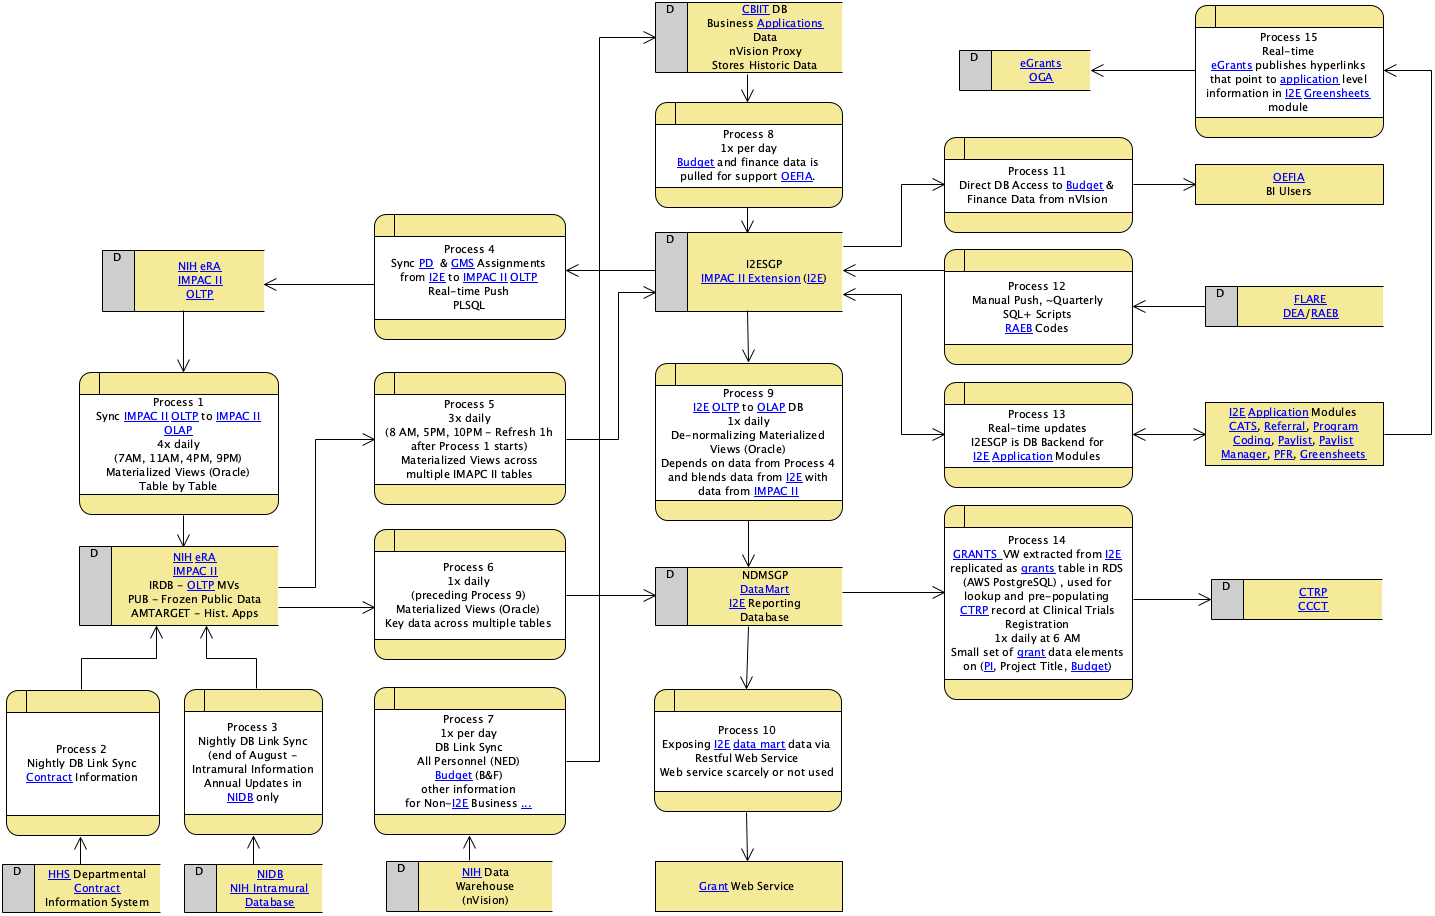 D
CBIIT DB
Business Applications
Data
nVision Proxy
Stores Historic Data
Process 15
Real-time
eGrants publishes hyperlinks
that point to application level
information in I2E Greensheets
module
D
eGrants
OGA
Process 8
1x per day
Budget and finance data is
pulled for support OEFIA.
Process 11
Direct DB Access to Budget &
Finance Data from nVIsion
OEFIA
BI Ulsers
D
NIH eRA
IMPAC II
OLTP
Process 4
Sync PD & GMS Assignments
from I2E to IMPAC II OLTP
Real-time Push
PLSQL
D
I2ESGP
IMPAC II Extension (I2E)
Process 12
Manual Push, ~Quarterly
SQL+ Scripts
RAEB Codes
D
FLARE
DEA/RAEB
Process 1
Sync IMPAC II OLTP to IMPAC II
OLAP
4x daily
(7AM, 11AM, 4PM, 9PM)
Materialized Views (Oracle)
Table by Table
Process 5
3x daily
(8 AM, 5PM, 10PM - Refresh 1h
after Process 1 starts)
Materialized Views across
multiple IMAPC II tables
Process 9
I2E OLTP to OLAP DB
1x daily
De-normalizing Materialized
Views (Oracle)
Depends on data from Process 4
and blends data from I2E with
data from IMPAC II
Process 13
Real-time updates
I2ESGP is DB Backend for
I2E Application Modules
I2E Application Modules
CATS, Referral, Program
Coding, Paylist, Paylist
Manager, PFR, Greensheets
D
NIH eRA
IMPAC II
IRDB - OLTP MVs
PUB - Frozen Public Data
AMTARGET - Hist. Apps
Process 6
1x daily
(preceding Process 9)
Materialized Views (Oracle)
Key data across multiple tables
D
NDMSGP
DataMart
I2E Reporting
Database
Process 14
GRANTS_VW extracted from I2E
replicated as grants table in RDS
(AWS PostgreSQL) , used for
lookup and pre-populating
CTRP record at Clinical Trials
Registration
1x daily at 6 AM
Small set of grant data elements
on (PI, Project Title, Budget)
D
CTRP
CCCT
Process 2
Nightly DB Link Sync
Contract Information
Process 3
Nightly DB Link Sync
(end of August -
Intramural Information
Annual Updates in
NIDB only
Process 7
1x per day
DB Link Sync
All Personnel (NED)
Budget (B&F)
other information
for Non-I2E Business ...
Process 10
Exposing I2E data mart data via
Restful Web Service
Web service scarcely or not used
D
HHS Departmental
Contract
Information System
D
NIDB
NIH Intramural
Database
D
NIH Data
Warehouse
(nVision)
Grant Web Service